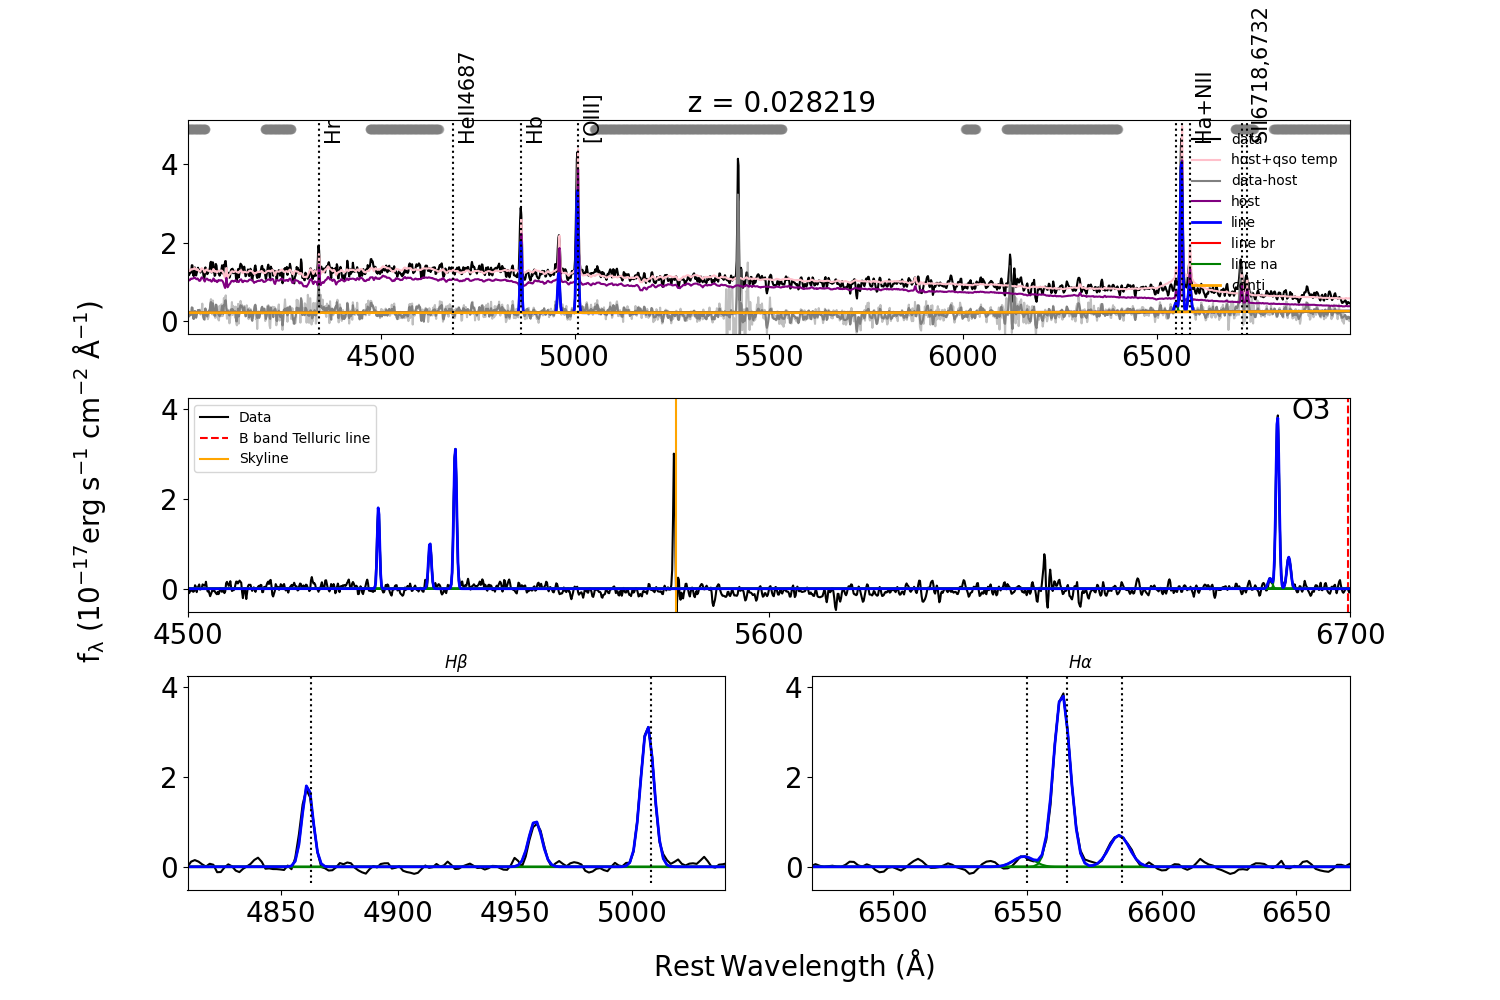 z = 0.028219
Hr
HeII4687
Hb
[OIII]
Ha+NII
SII6718,6732
data
host+qso temp
data-host
host
line
line br
line na
conti
4
2
0
4500 5000 5500 6000 6500
fλ (10⁻¹⁷erg s⁻¹ cm⁻² Å⁻¹)
O3
Data
B band Telluric line
Skyline
4
2
0
4500 5600 6700
Hβ
4
2
0
4850 4900 4950 5000
Hα
4
2
0
6500 6550 6600 6650
Rest Wavelength (Å)